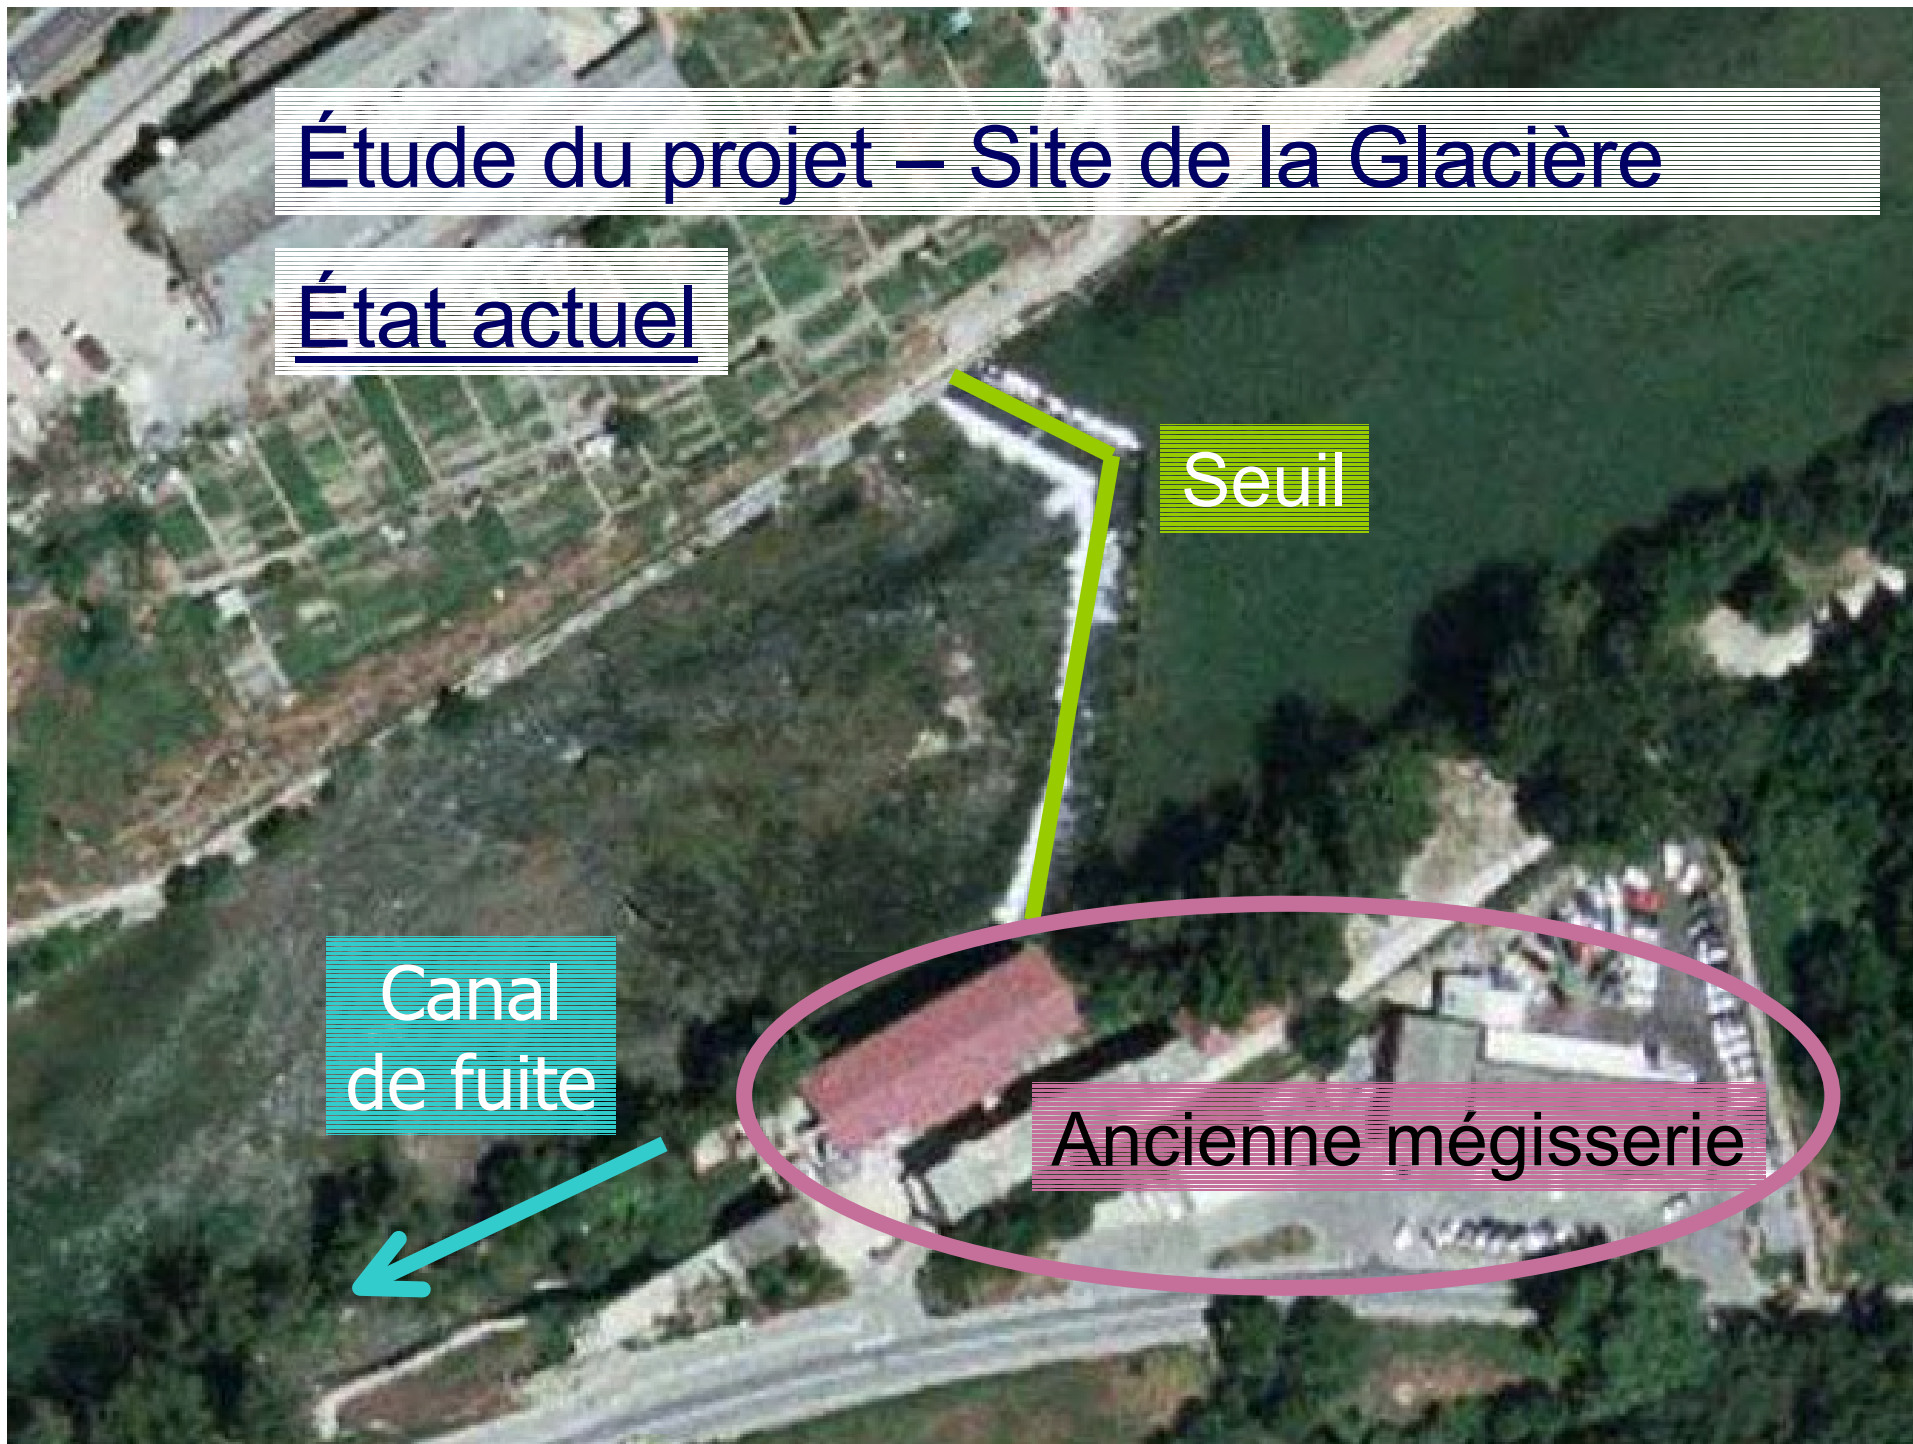 Étude du projet – Site de la Glacière
État actuel
Seuil
Canal
de fuite
Ancienne mégisserie